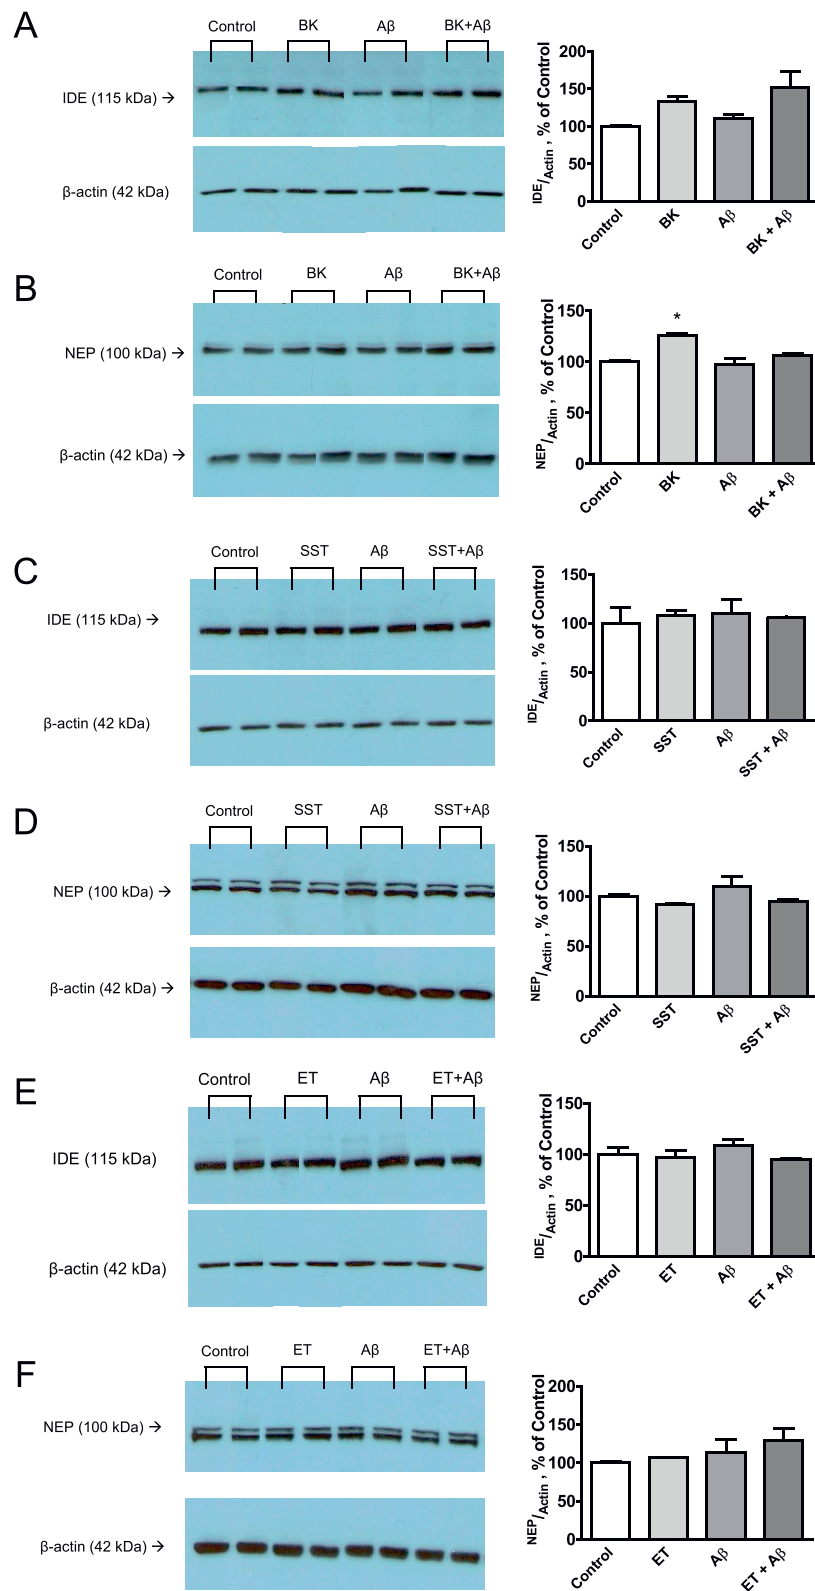 A
Control BK Aβ BK+Aβ
IDE (115 kDa) →
β-actin (42 kDa)
IDE/Actin , % of Control
200
150
100
50
0
Control BK Aβ BK + Aβ
B
Control BK Aβ BK+Aβ
NEP (100 kDa) →
β-actin (42 kDa) →
NEP/Actin , % of Control
150
100
50
0
*
Control BK Aβ BK + Aβ
C
Control SST Aβ SST+Aβ
IDE (115 kDa) →
β-actin (42 kDa)
IDE/Actin , % of Control
150
100
50
0
Control SST Aβ SST + Aβ
D
Control SST Aβ SST+Aβ
NEP (100 kDa) →
β-actin (42 kDa) →
NEP/Actin , % of Control
150
100
50
0
Control SST Aβ SST + Aβ
E
Control ET Aβ ET+Aβ
IDE (115 kDa)
β-actin (42 kDa)
IDE/Actin , % of Control
150
100
50
0
Control ET Aβ ET + Aβ
F
Control ET Aβ ET+Aβ
NEP (100 kDa) →
β-actin (42 kDa) →
NEP/Actin , % of Control
200
150
100
50
0
Control ET Aβ ET + Aβ